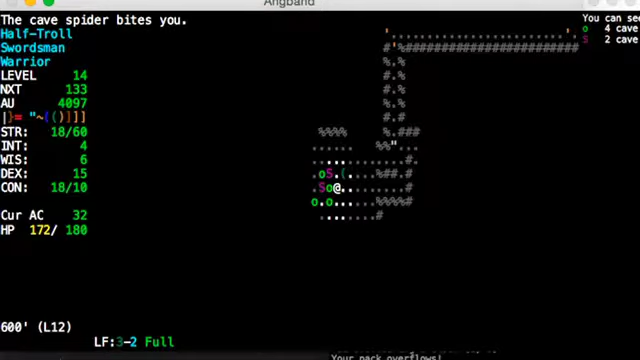 Angband
The cave spider bites you.
You can see
Half-Troll
o 4 cave
Swordsman
S 2 cave
Warrior
LEVEL 14
NXT 133
AU 4097
|}= "~(()]]]
STR: 18/60
INT: 4
WIS: 6
DEX: 15
CON: 18/10
Cur AC 32
HP 172/ 180
600' (L12)
LF:3-2 Full
Your pack overflows!